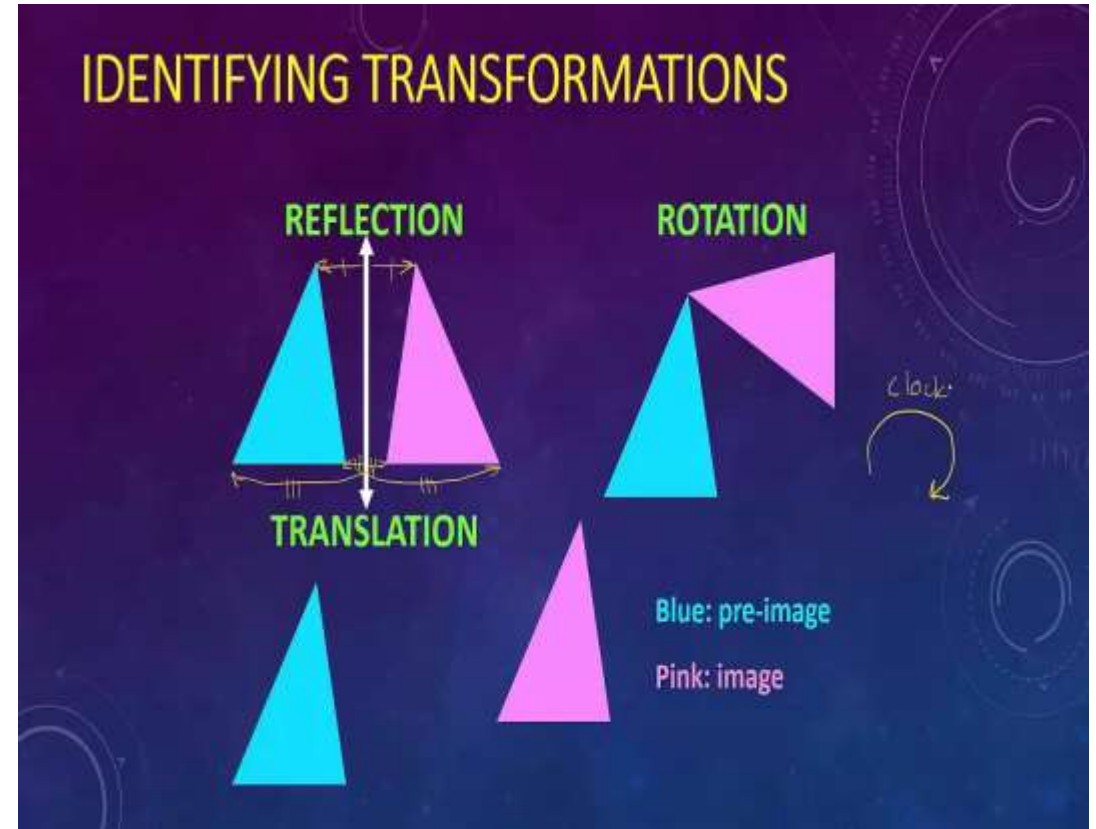 IDENTIFYING TRANSFORMATIONS
REFLECTION
ROTATION
clock.
TRANSLATION
Blue: pre-image
Pink: image